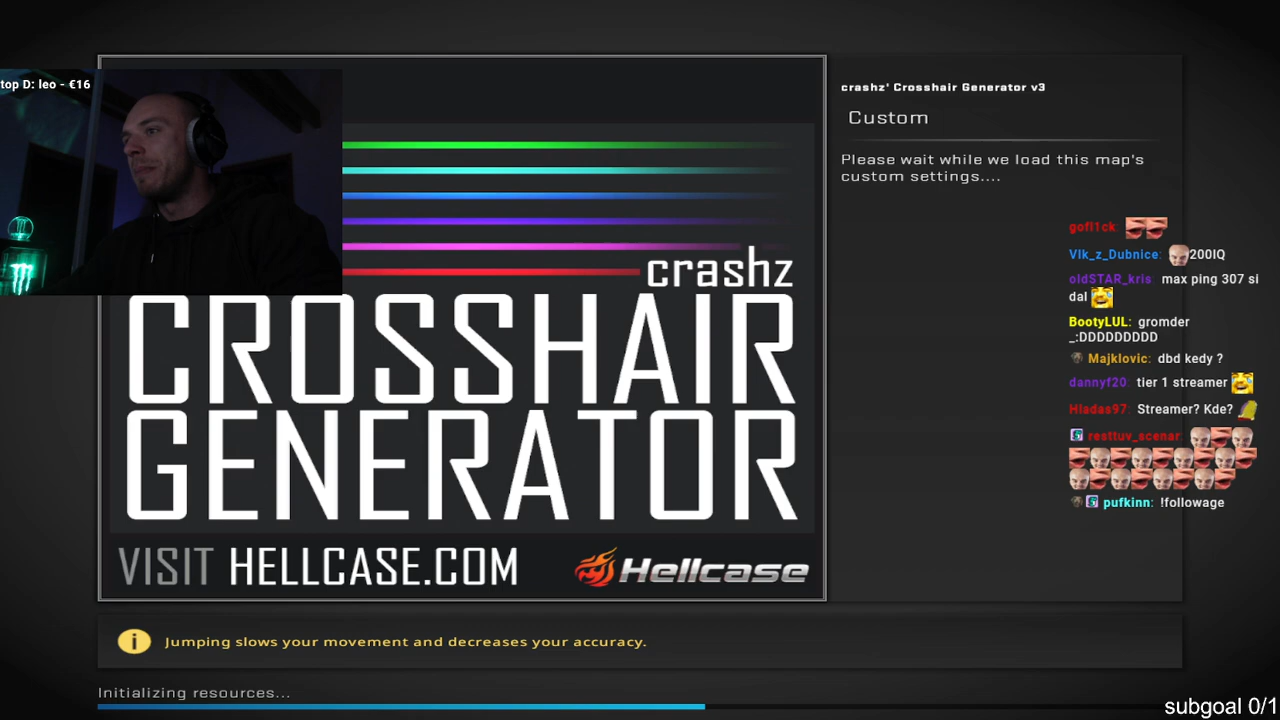 top D: leo - €16
crashz
CROSSHAIR
GENERATOR
VISIT HELLCASE.COM
Hellcase
crashz' Crosshair Generator v3
Custom
Please wait while we load this map's
custom settings....
gofl1ck:
Vlk_z_Dubnice: 200IQ
oldSTAR_kris: max ping 307 si
dal
BootyLUL: gromder
_:DDDDDDDDD
Majklovic: dbd kedy ?
dannyf20: tier 1 streamer
Hladas97: Streamer? Kde?
resttuv_scenar:
pufkinn: !followage
i Jumping slows your movement and decreases your accuracy.
Initializing resources...
subgoal 0/1